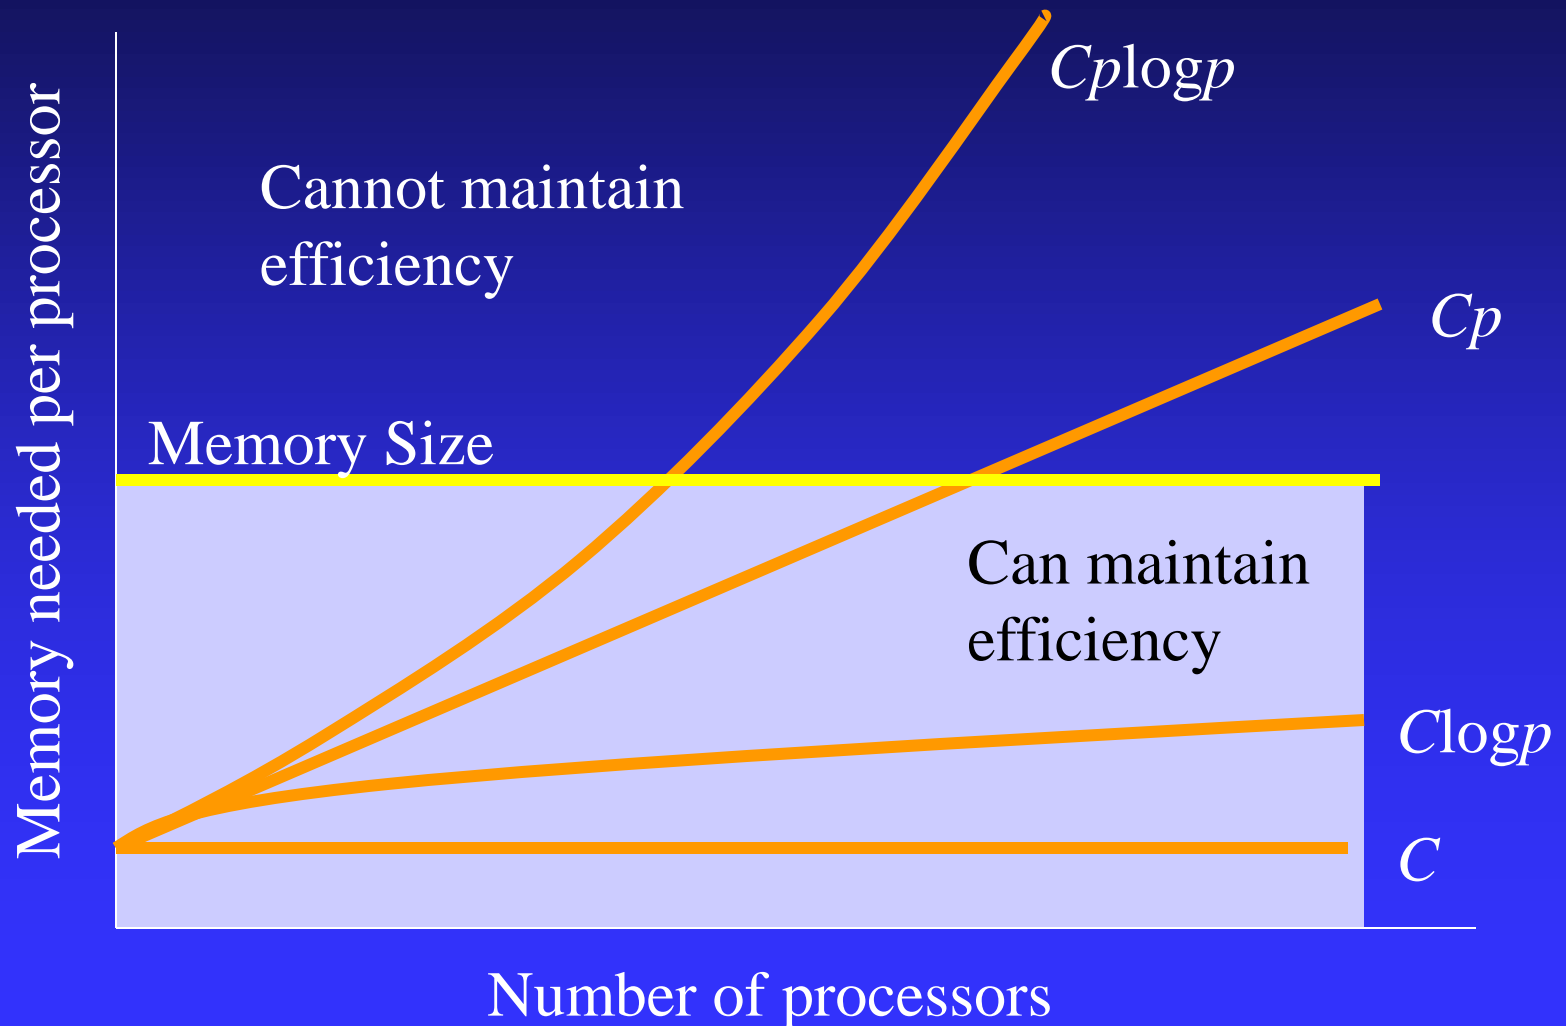 Cplogp
Cannot maintain
efficiency
Cp
Memory needed per processor
Memory Size
Can maintain
efficiency
Clogp
C
Number of processors